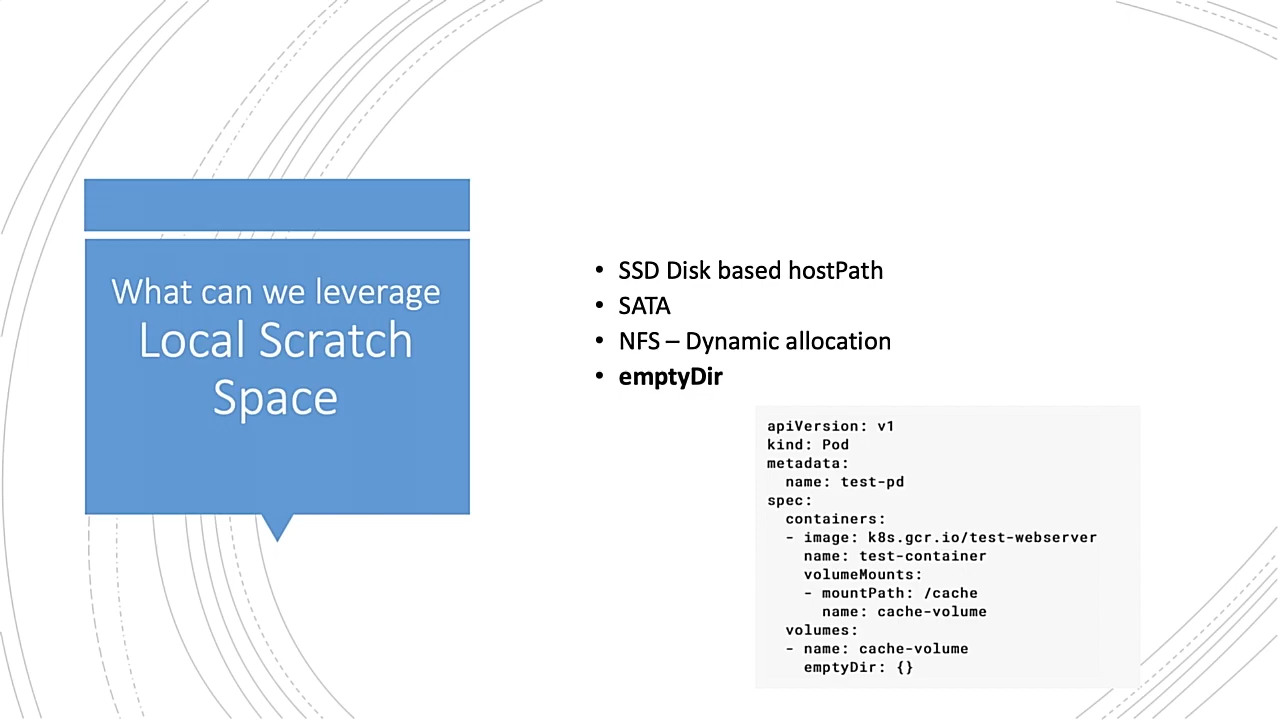 What can we leverage
Local Scratch
Space
• SSD Disk based hostPath
• SATA
• NFS – Dynamic allocation
• emptyDir
apiVersion: v1
kind: Pod
metadata:
  name: test-pd
spec:
  containers:
  - image: k8s.gcr.io/test-webserver
    name: test-container
    volumeMounts:
    - mountPath: /cache
      name: cache-volume
  volumes:
  - name: cache-volume
    emptyDir: {}